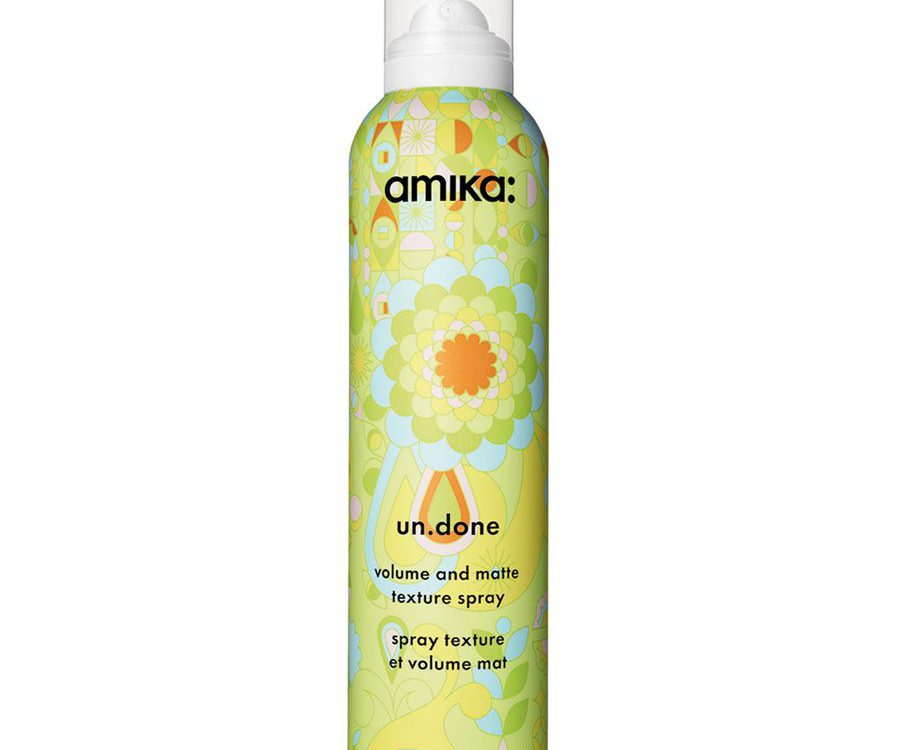 amika:
un.done
volume and matte
texture spray
spray texture
et volume mat